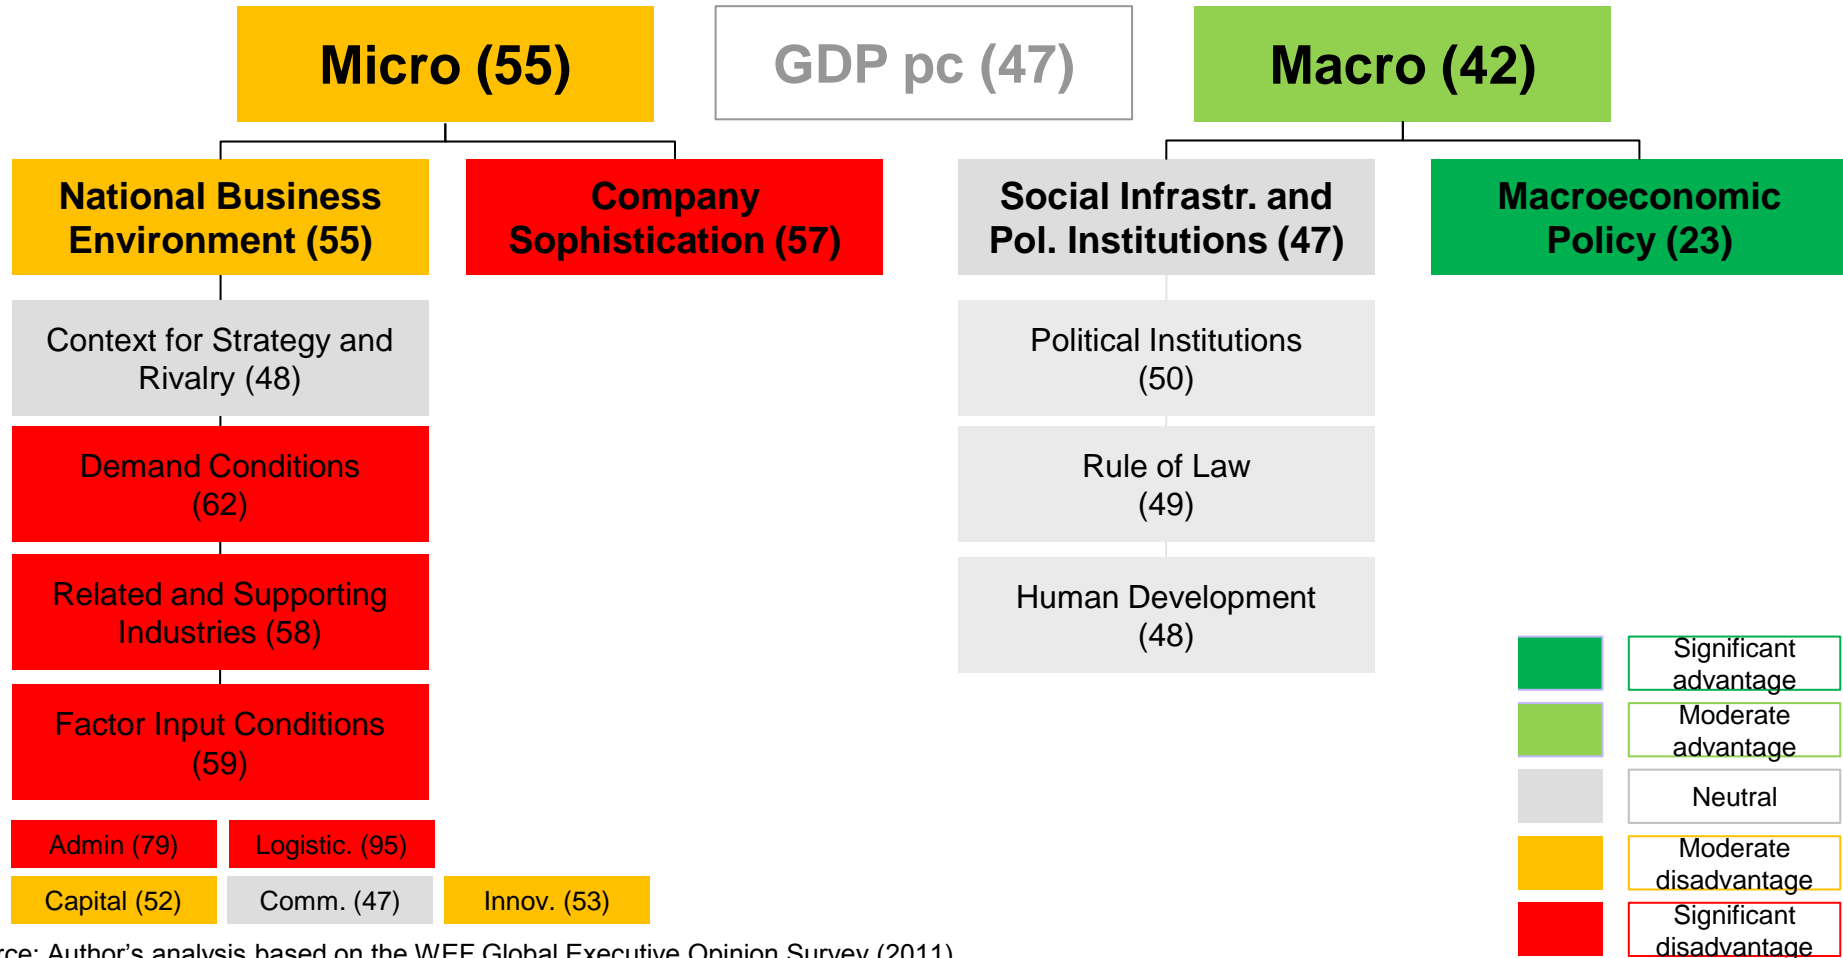 Micro (55)
GDP pc (47)
Macro (42)
National Business
Environment (55)
Company
Sophistication (57)
Social Infrastr. and
Pol. Institutions (47)
Macroeconomic
Policy (23)
Context for Strategy and
Rivalry (48)
Demand Conditions
(62)
Related and Supporting
Industries (58)
Factor Input Conditions
(59)
Admin (79)
Logistic. (95)
Capital (52)
Comm. (47)
Innov. (53)
Political Institutions
(50)
Rule of Law
(49)
Human Development
(48)
Significant
advantage
Moderate
advantage
Neutral
Moderate
disadvantage
Significant
disadvantage
rce: Author's analysis based on the WEF Global Executive Opinion Survey (2011)